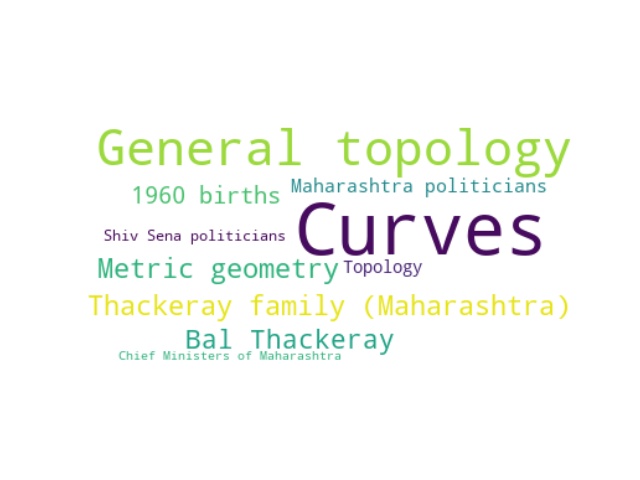 General topology
1960 births
Maharashtra politicians
Shiv Sena politicians
Curves
Metric geometry
Topology
Thackeray family (Maharashtra)
Bal Thackeray
Chief Ministers of Maharashtra